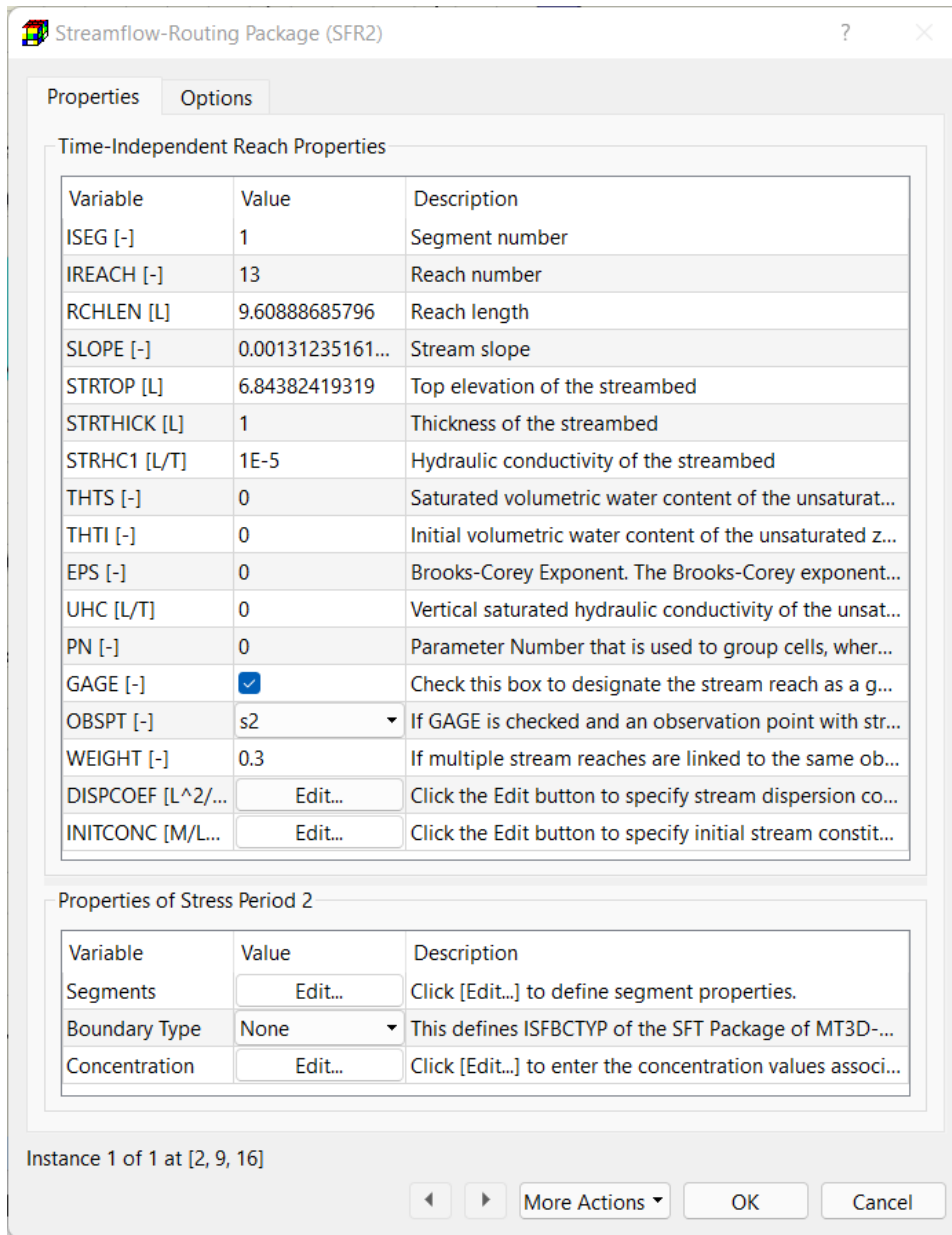 Streamflow-Routing Package (SFR2) ?
Properties Options
Time-Independent Reach Properties
Variable Value Description
ISEG [-] 1 Segment number
IREACH [-] 13 Reach number
RCHLEN [L] 9.60888685796 Reach length
SLOPE [-] 0.00131235161... Stream slope
STRTOP [L] 6.84382419319 Top elevation of the streambed
STRTHICK [L] 1 Thickness of the streambed
STRHC1 [L/T] 1E-5 Hydraulic conductivity of the streambed
THTS [-] 0 Saturated volumetric water content of the unsaturat...
THTI [-] 0 Initial volumetric water content of the unsaturated z...
EPS [-] 0 Brooks-Corey Exponent. The Brooks-Corey exponent...
UHC [L/T] 0 Vertical saturated hydraulic conductivity of the unsat...
PN [-] 0 Parameter Number that is used to group cells, wher...
GAGE [-] Check this box to designate the stream reach as a g...
OBSPT [-] s2 If GAGE is checked and an observation point with str...
WEIGHT [-] 0.3 If multiple stream reaches are linked to the same ob...
DISPCOEF [L^2/... Edit... Click the Edit button to specify stream dispersion co...
INITCONC [M/L... Edit... Click the Edit button to specify initial stream constit...
Properties of Stress Period 2
Variable Value Description
Segments Edit... Click [Edit...] to define segment properties.
Boundary Type None This defines ISFBCTYP of the SFT Package of MT3D-...
Concentration Edit... Click [Edit...] to enter the concentration values associ...
Instance 1 of 1 at [2, 9, 16]
More Actions OK Cancel